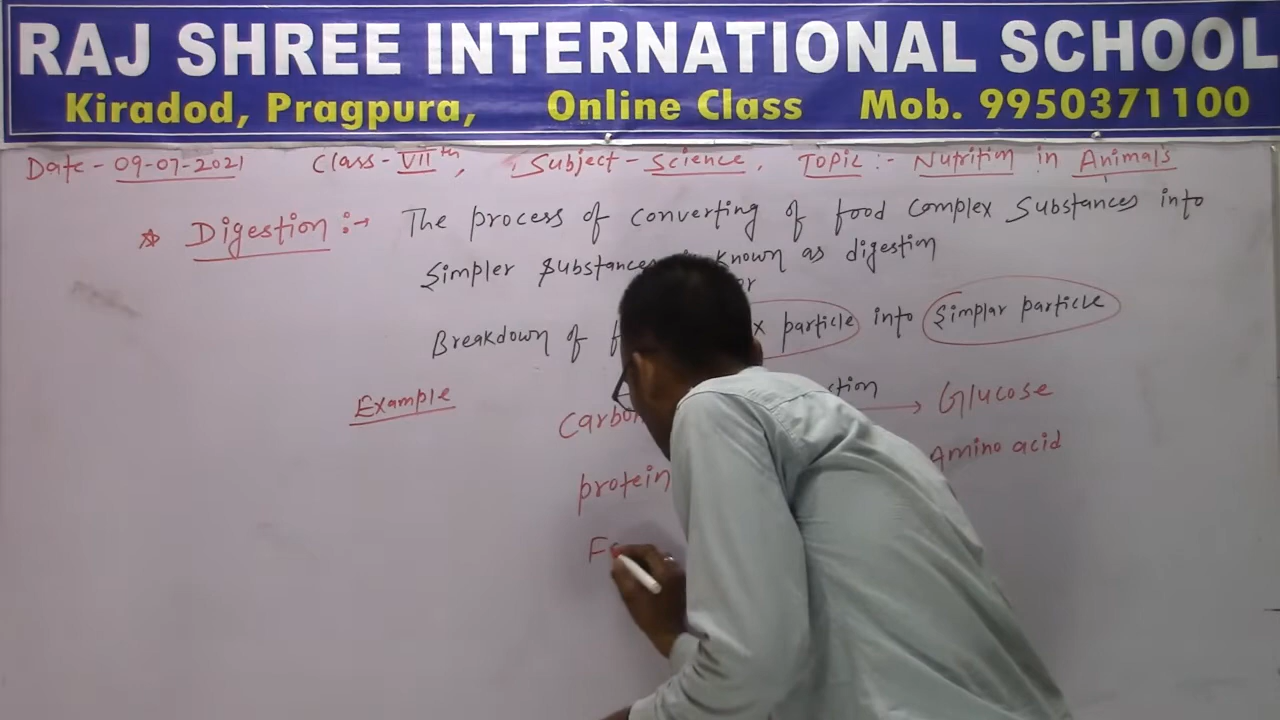 RAJ SHREE INTERNATIONAL SCHOOL
Kiradod, Pragpura, Online Class Mob. 9950371100
Date - 09-07-2021 Class - VIIth, Subject - Science, Topic :- Nutrition in Animals
* Digestion :→ The process of converting of food complex substances into
Simpler substances known as digestion
or
Breakdown of particle into Simplar particle
Example
Glucose
protein Amino acid